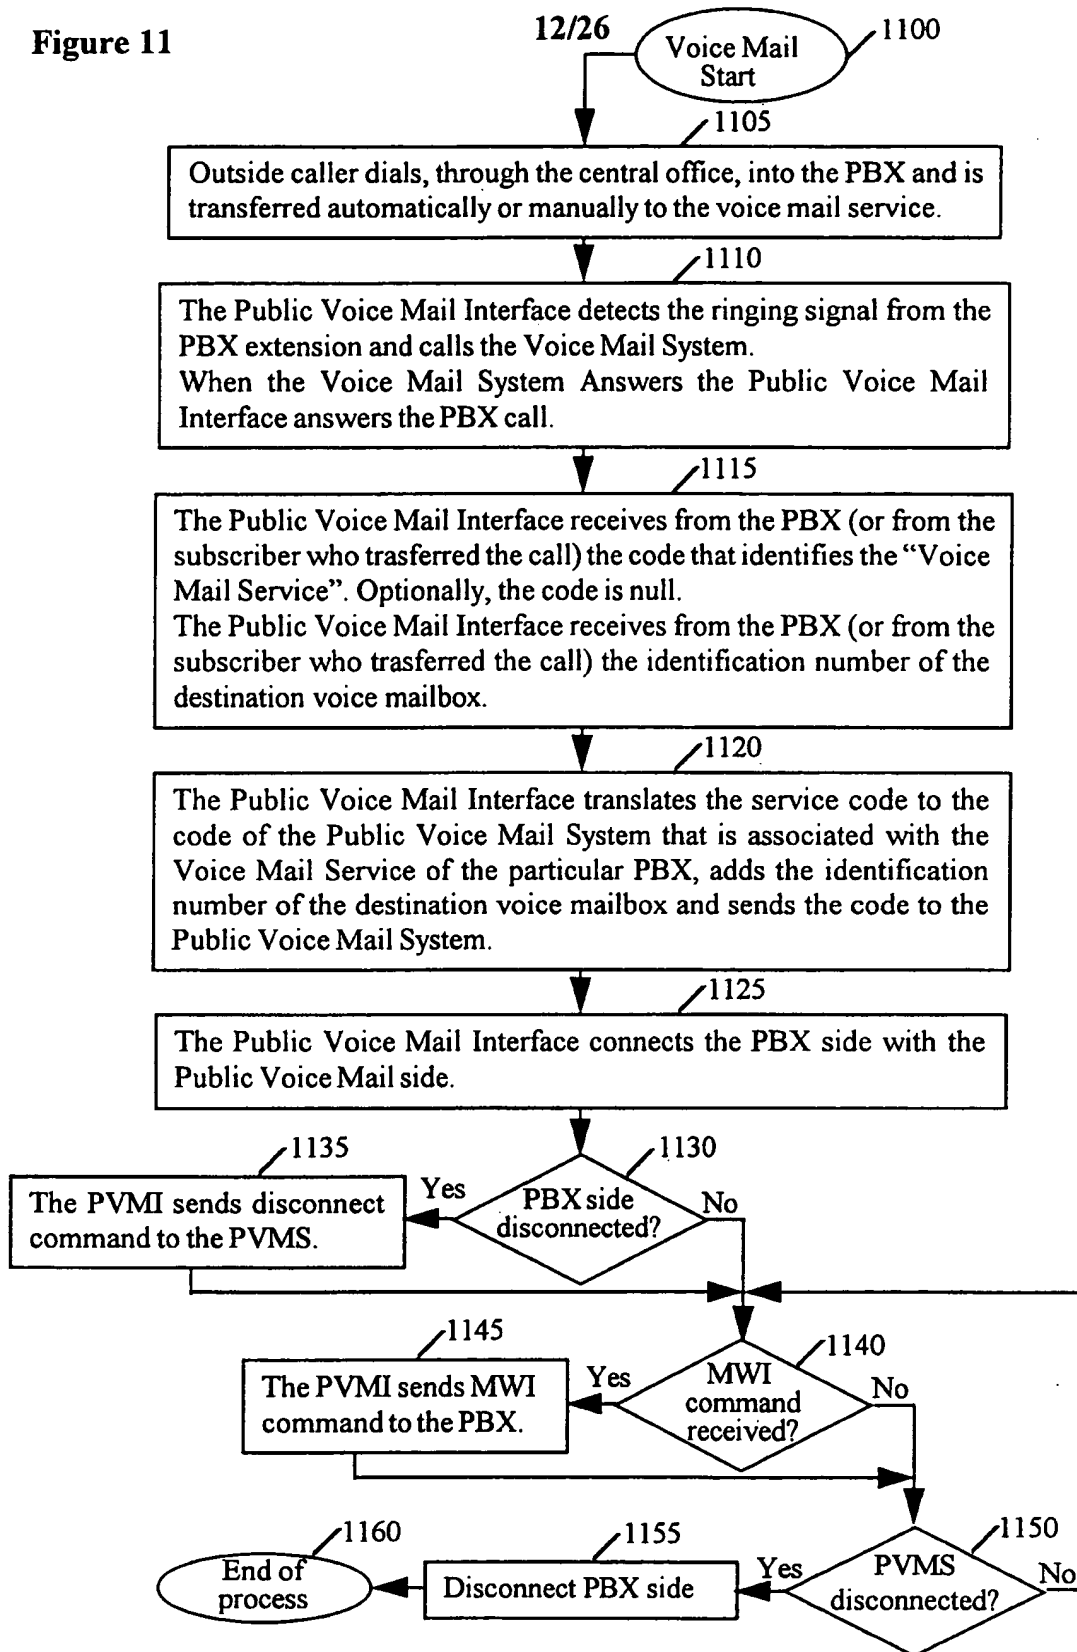 Figure 11
12/26
Voice Mail
Start
1100
1105
Outside caller dials, through the central office, into the PBX and is
transferred automatically or manually to the voice mail service.
1110
The Public Voice Mail Interface detects the ringing signal from the
PBX extension and calls the Voice Mail System.
When the Voice Mail System Answers the Public Voice Mail
Interface answers the PBX call.
1115
The Public Voice Mail Interface receives from the PBX (or from the
subscriber who trasferred the call) the code that identifies the “Voice
Mail Service”. Optionally, the code is null.
The Public Voice Mail Interface receives from the PBX (or from the
subscriber who trasferred the call) the identification number of the
destination voice mailbox.
1120
The Public Voice Mail Interface translates the service code to the
code of the Public Voice Mail System that is associated with the
Voice Mail Service of the particular PBX, adds the identification
number of the destination voice mailbox and sends the code to the
Public Voice Mail System.
1125
The Public Voice Mail Interface connects the PBX side with the
Public Voice Mail side.
1130
PBX side
disconnected?
Yes
No
1135
The PVMI sends disconnect
command to the PVMS.
1140
MWI
command
received?
Yes
No
1145
The PVMI sends MWI
command to the PBX.
1150
PVMS
disconnected?
Yes
No
1155
Disconnect PBX side
1160
End of
process